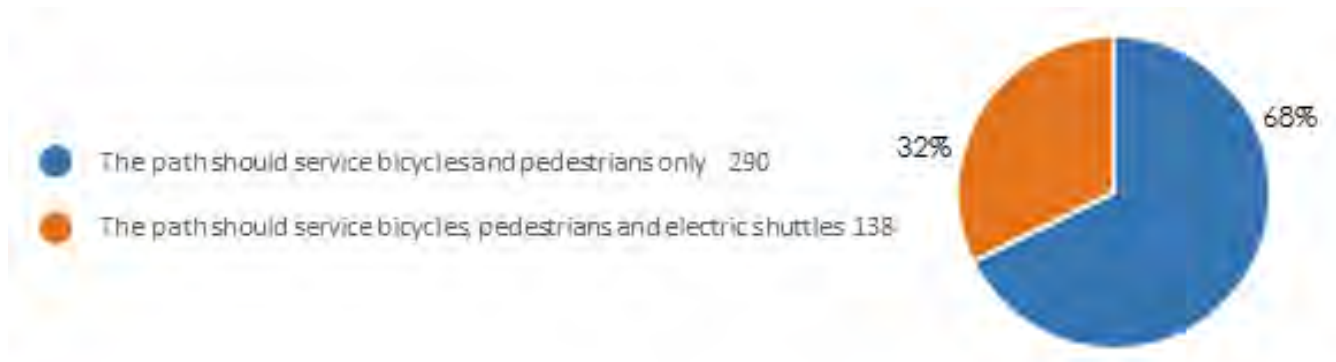 The path should service bicycles and pedestrians only 290
The path should service bicycles, pedestrians and electric shuttles 138
32%
68%